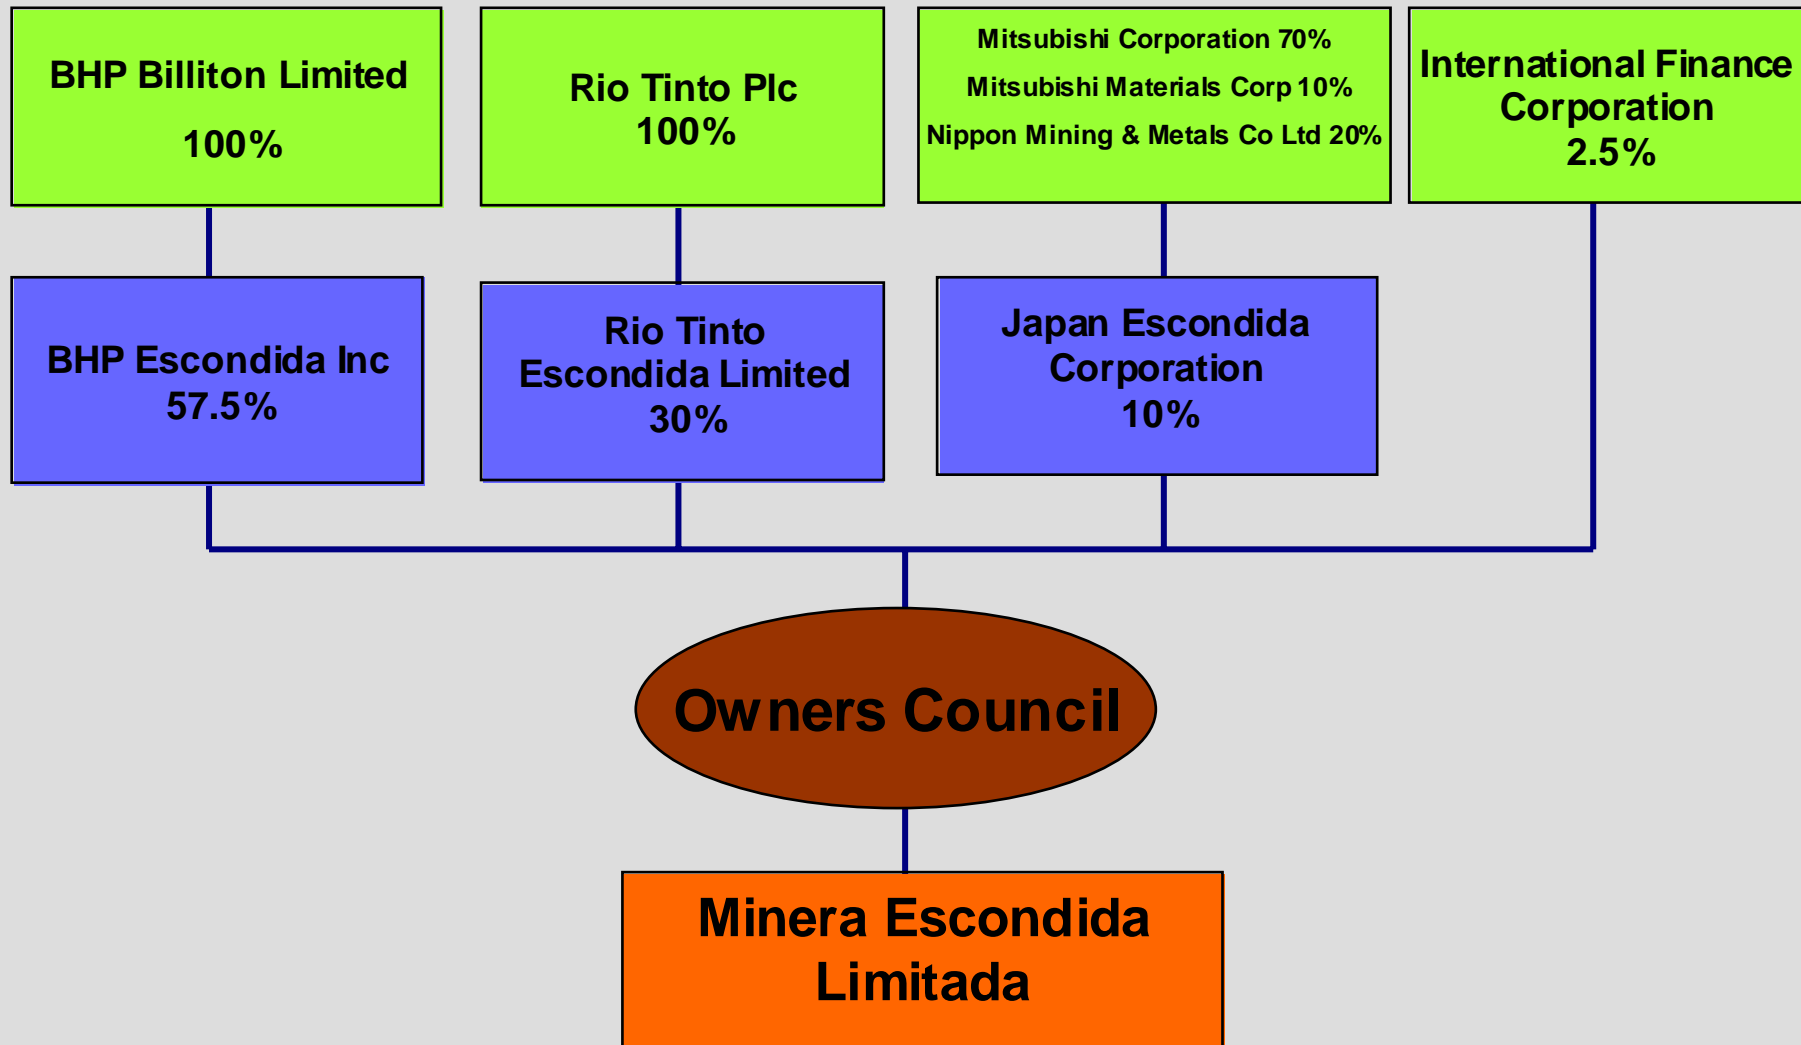 BHP Billiton Limited
100%
Rio Tinto Plc
100%
Mitsubishi Corporation 70%
Mitsubishi Materials Corp 10%
Nippon Mining & Metals Co Ltd 20%
International Finance
Corporation
2.5%
BHP Escondida Inc
57.5%
Rio Tinto
Escondida Limited
30%
Japan Escondida
Corporation
10%
Owners Council
Minera Escondida
Limitada